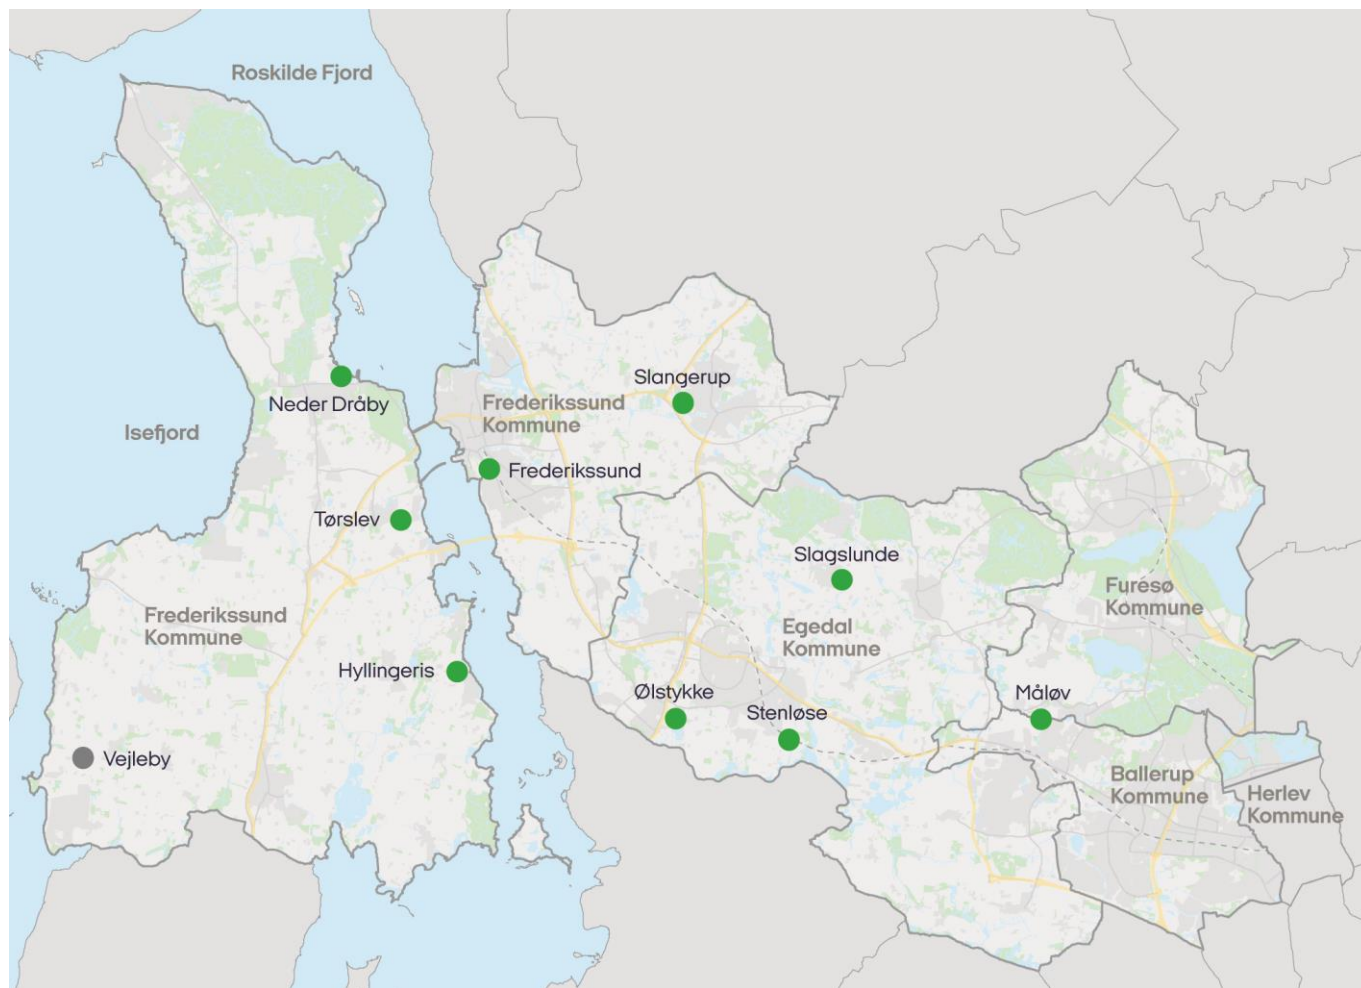 Roskilde Fjord
Slangerup
Neder Dråby
Frederikssund
Kommune
Isefjord
Frederikssund
Tørslev
Slagslunde
Furesø
Kommune
Frederikssund
Kommune
Egedal
Kommune
Hyllingeris
Ølstykke
Måløv
Stenløse
Vejleby
Ballerup
Kommune
Herlev
Kommune